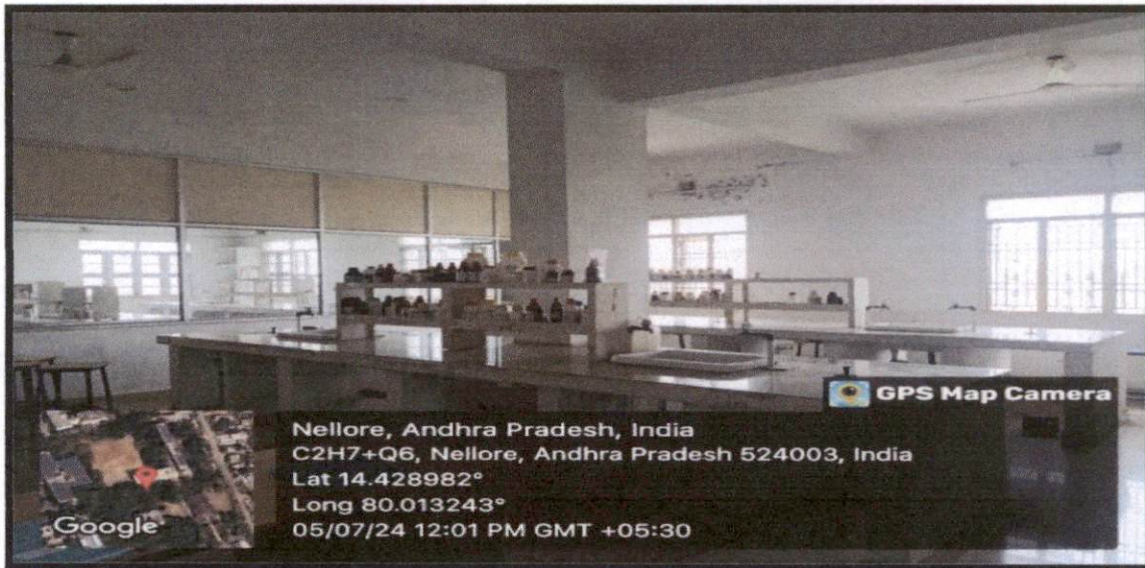 GPS Map Camera
Nellore, Andhra Pradesh, India
C2H7+Q6, Nellore, Andhra Pradesh 524003, India
Lat 14.428982°
Long 80.013243°
05/07/24 12:01 PM GMT +05:30
Google